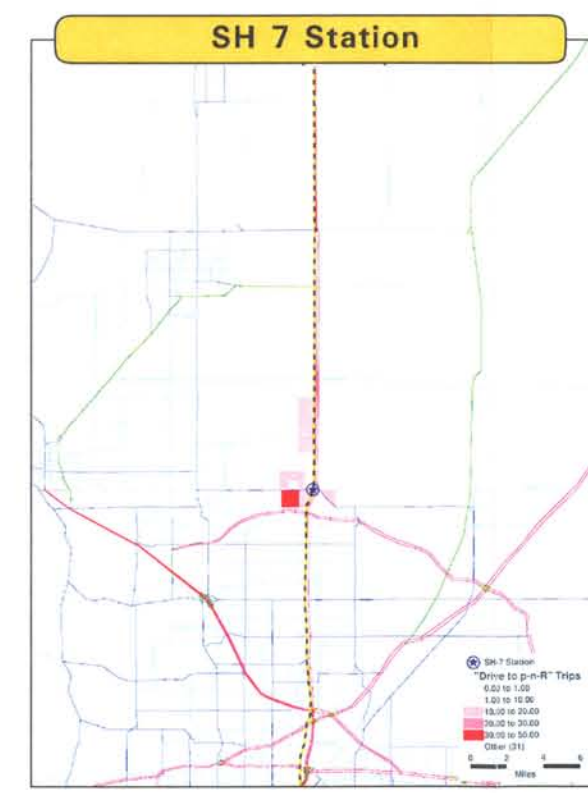 SH 7 Station
SH-7 Station
"Drive to p-n-R" Trips
0.00 to 1.00
1.00 to 10.00
10.00 to 20.00
20.00 to 30.00
30.00 to 50.00
Other (31)
0 2 4 6
Miles